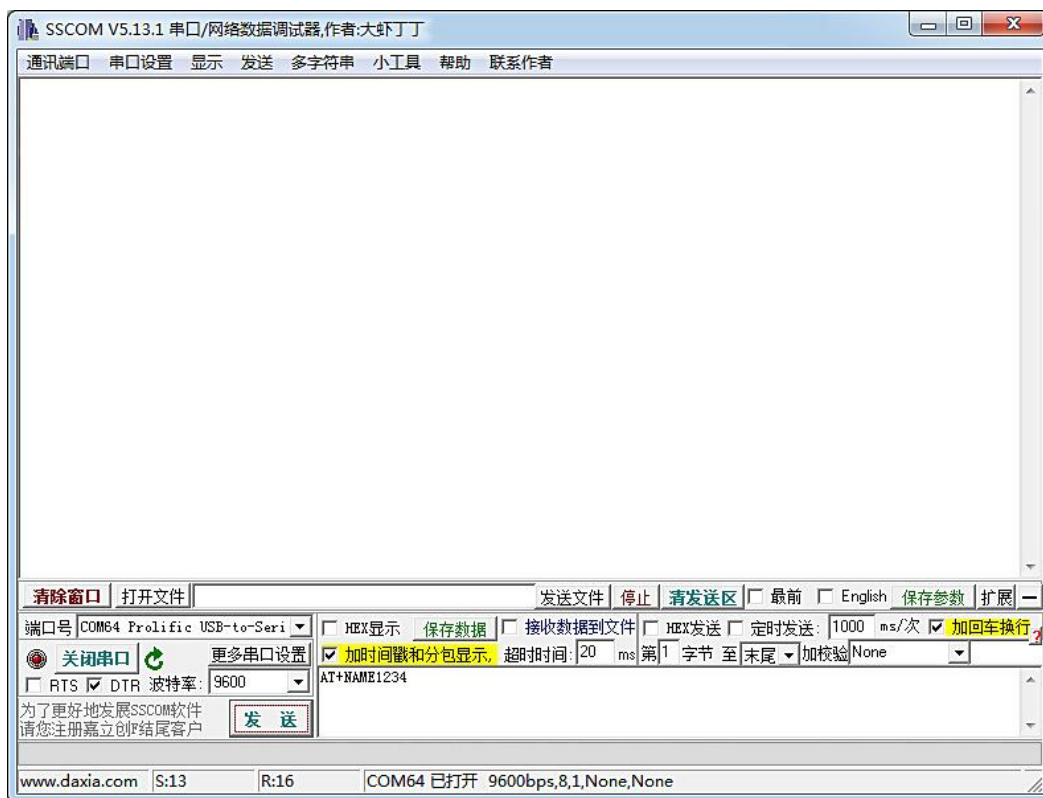 SSCOM V5.13.1 串口/网络数据调试器,作者:大虾丁丁
通讯端口 串口设置 显示 发送 多字符串 小工具 帮助 联系作者
清除窗口 打开文件 发送文件 停止 清发送区 最前 English 保存参数 扩展 —
端口号 COM64 Prolific USB-to-Seri HEX显示 保存数据 接收数据到文件 HEX发送 定时发送: 1000 ms/次 加回车换行 ?
关闭串口 更多串口设置 加时间戳和分包显示, 超时时间: 20 ms 第 1 字节 至 末尾 加校验 None
RTS DTR 波特率: 9600
AT+NAME1234
为了更好地发展SSCOM软件
请您注册嘉立创F结尾客户
发 送
www.daxia.com S:13 R:16 COM64 已打开 9600bps,8,1,None,None